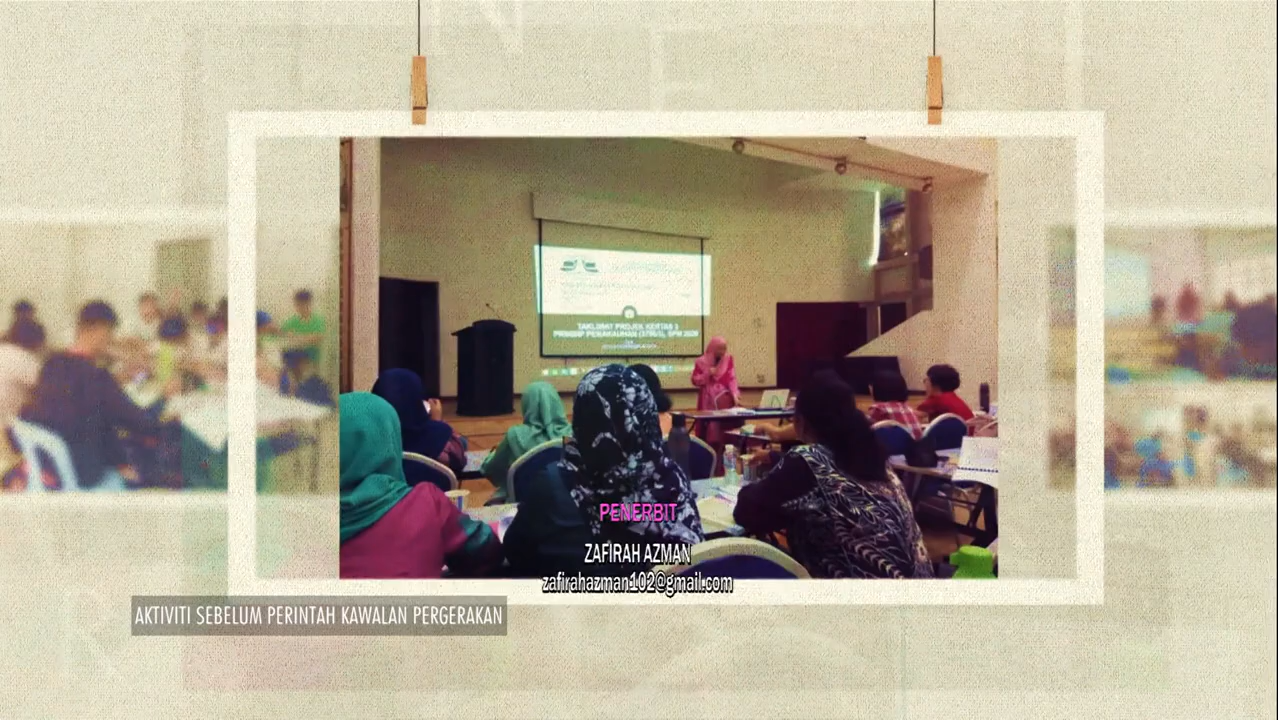 TAKLIMAT PROJEK KERTAS 3
PRINSIP PERAKAUNAN (3756/3), SPM 2020
PENERBIT
ZAFIRAH AZMAN
zafirahazman102@gmail.com
AKTIVITI SEBELUM PERINTAH KAWALAN PERGERAKAN